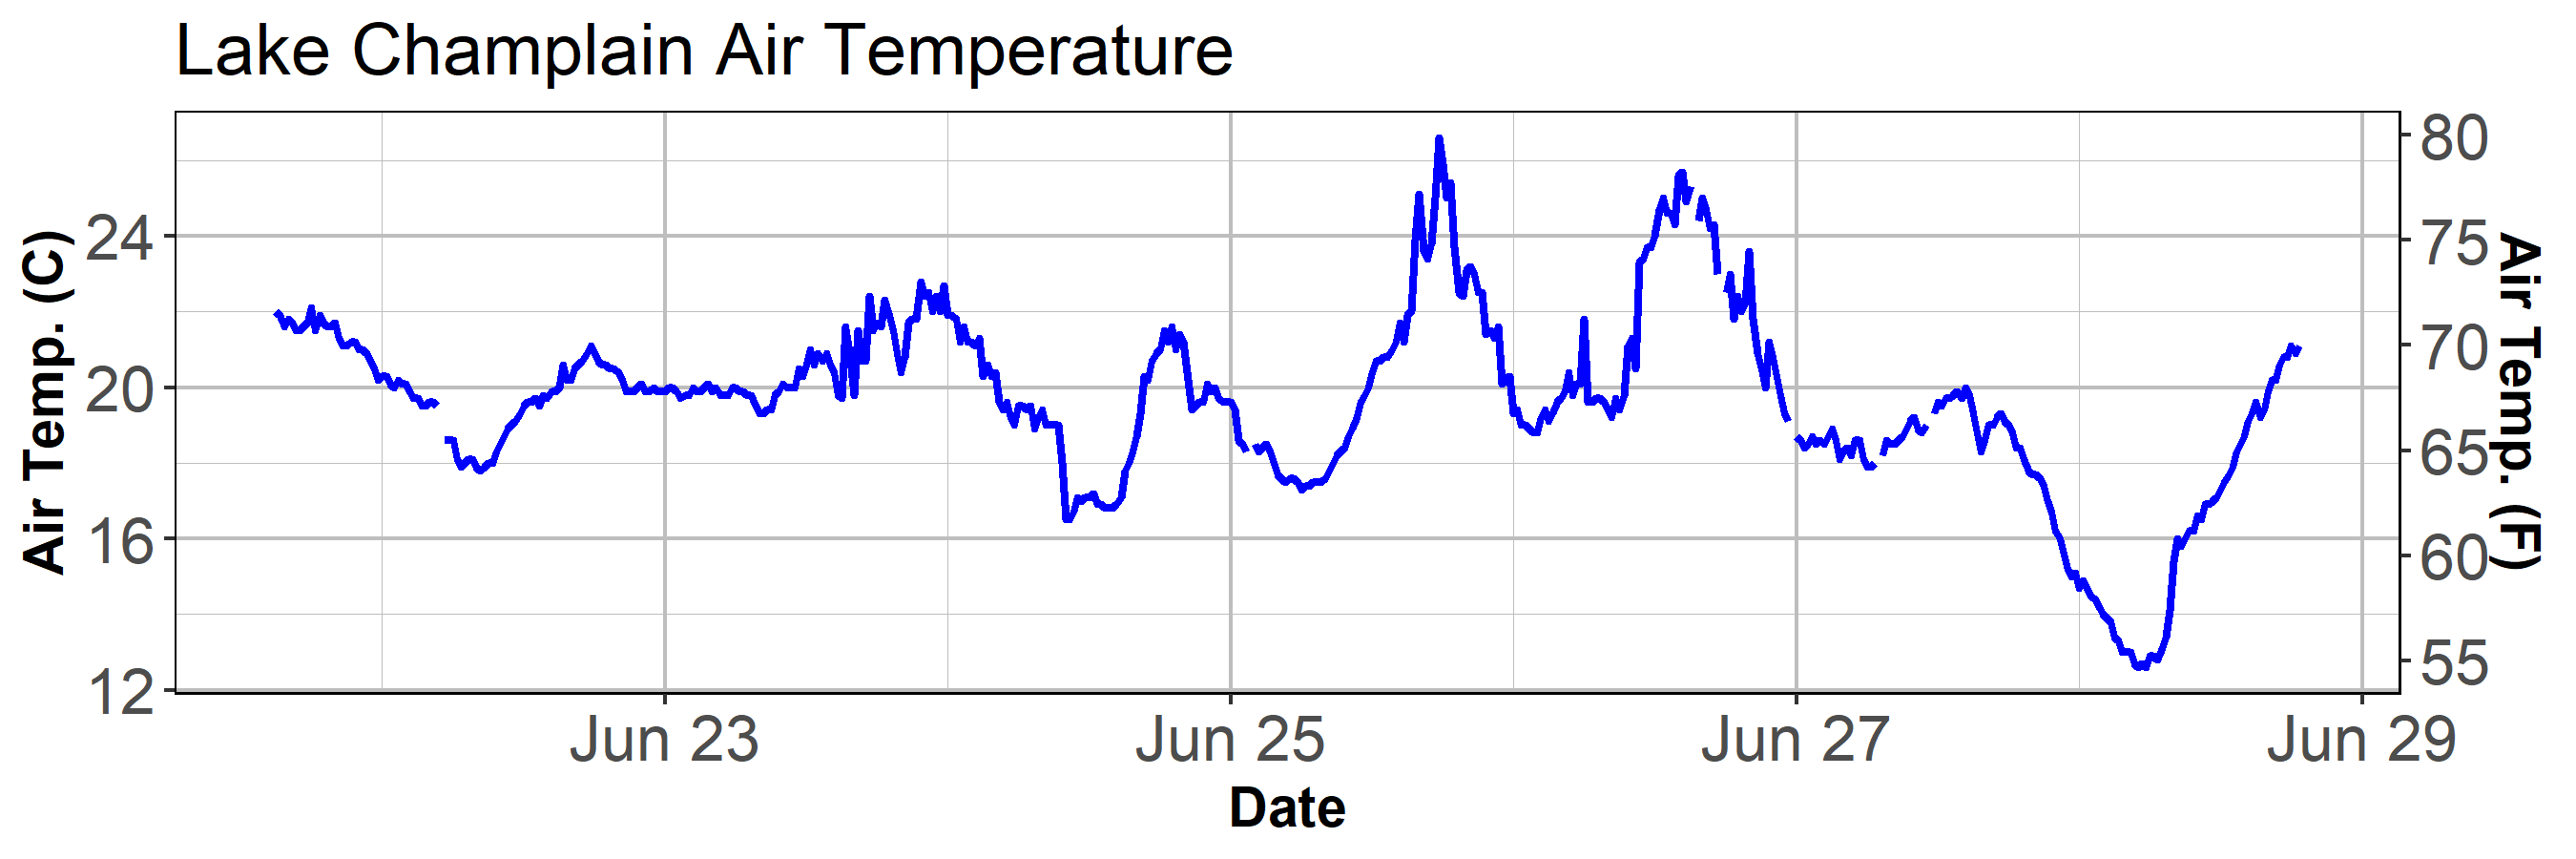 Lake Champlain Air Temperature
Air Temp. (C)
24
20
16
12
80
75
70
65
60
55
Air Temp. (F)
Jun 23
Jun 25
Jun 27
Jun 29
Date